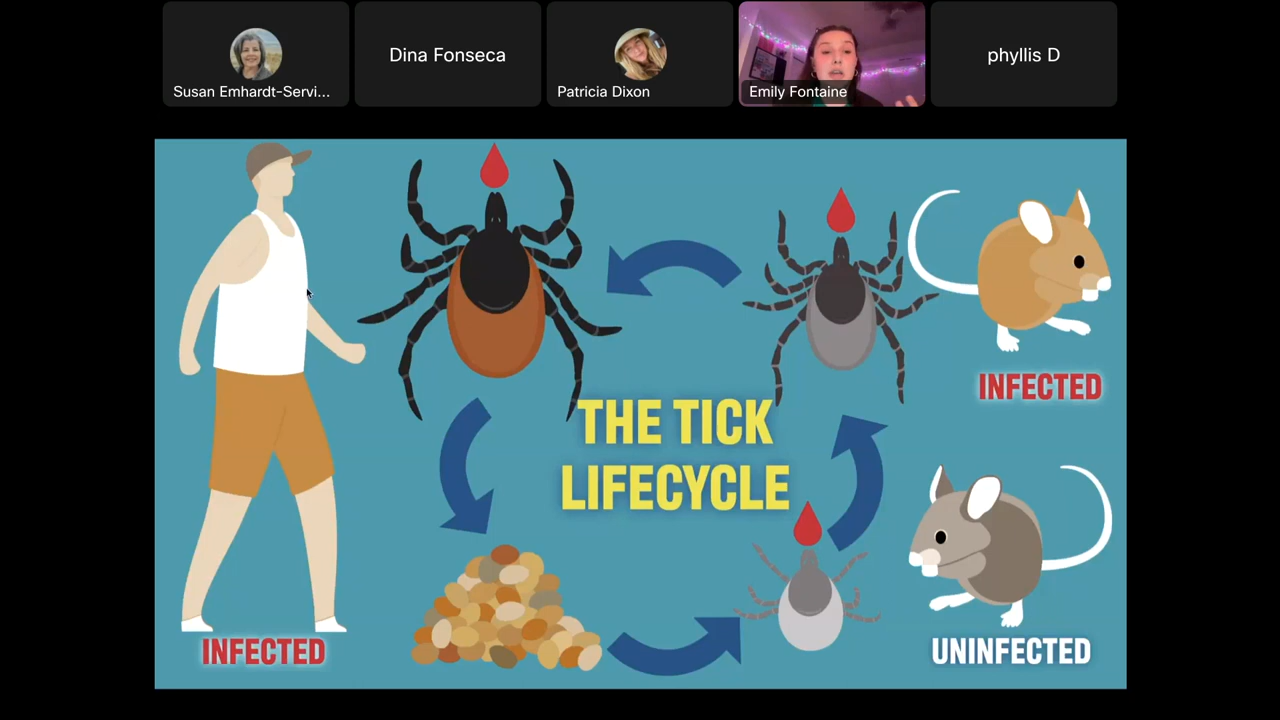 Susan Emhardt-Servi...
Dina Fonseca
Patricia Dixon
Emily Fontaine
phyllis D
INFECTED
THE TICK
LIFECYCLE
INFECTED
UNINFECTED